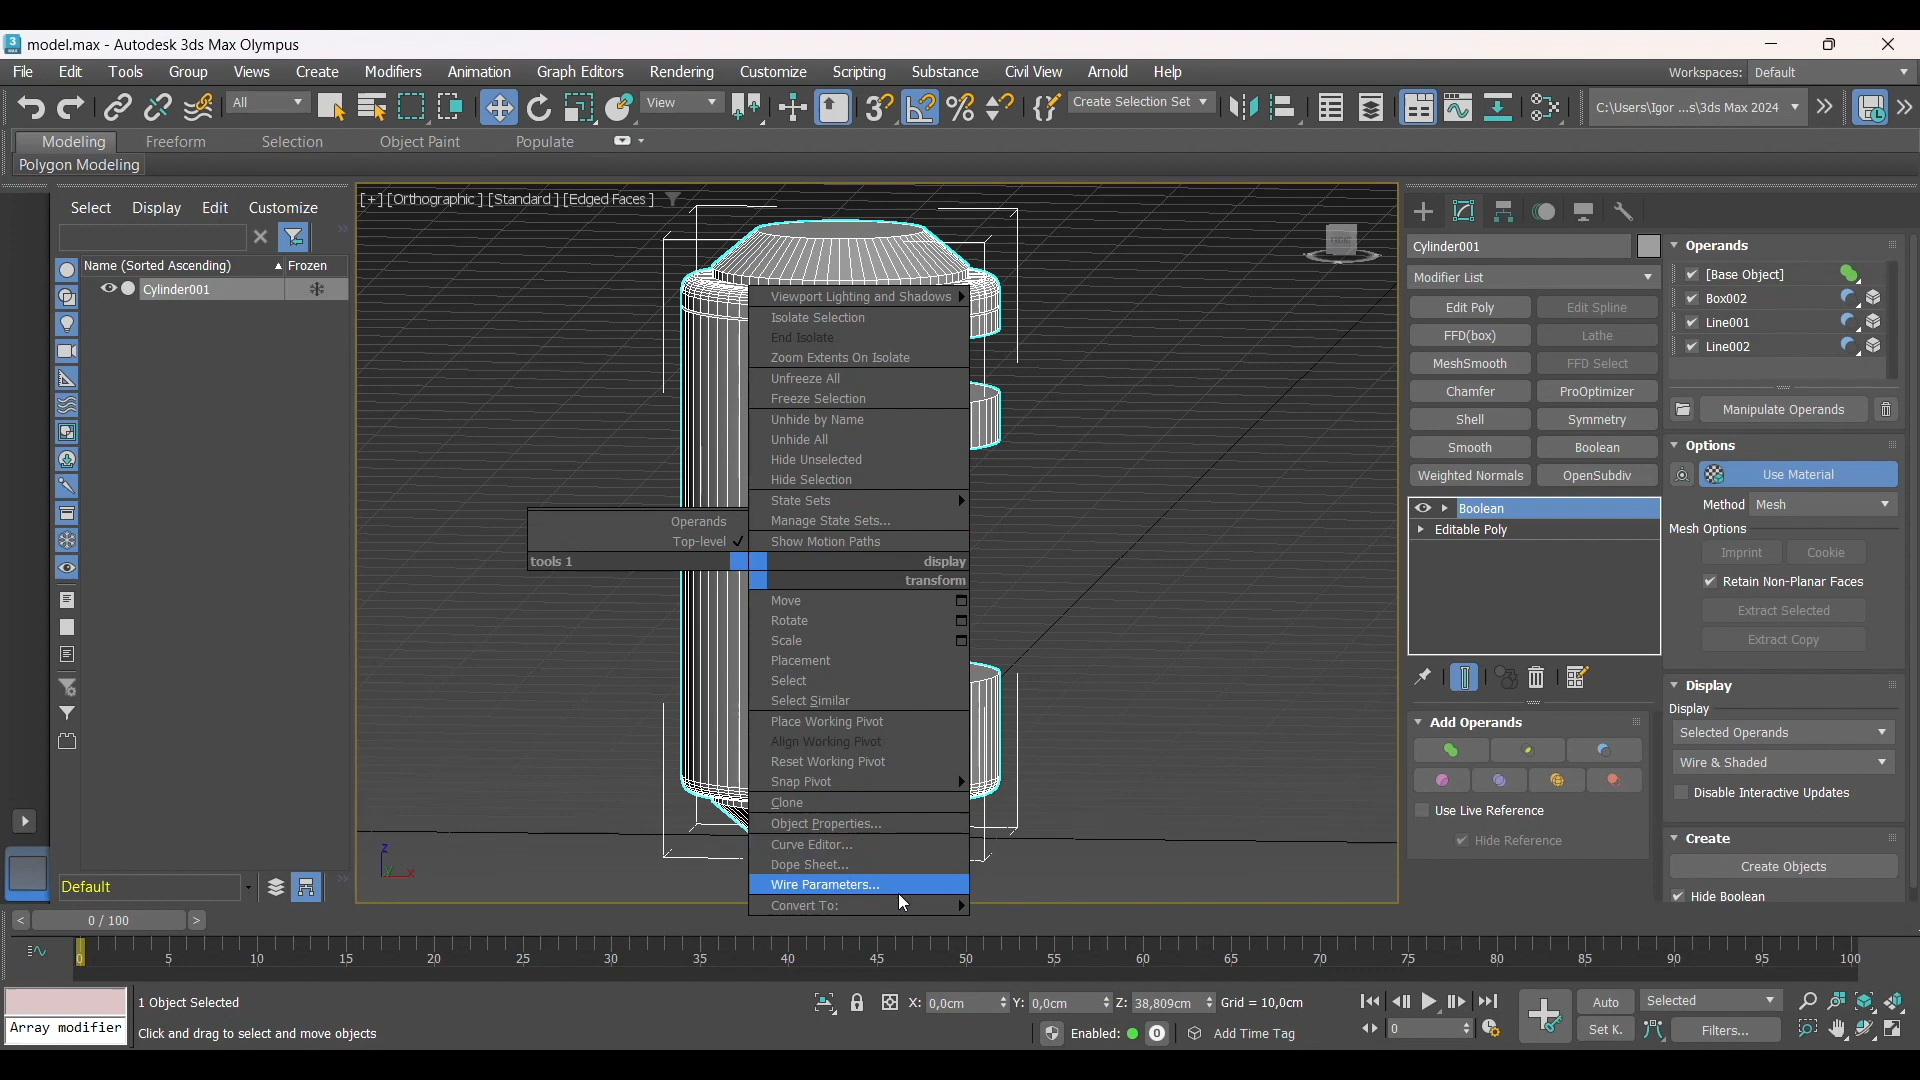 model.max - Autodesk 3ds Max Olympus
File Edit Tools Group Views Create Modifiers Animation Graph Editors Rendering Customize Scripting Substance Civil View Arnold Help
Workspaces: Default
All
View
Create Selection Set
C:\Users\Igor ...s\3ds Max 2024
Modeling Freeform Selection Object Paint Populate
Polygon Modeling
Select Display Edit Customize
Name (Sorted Ascending) Frozen
Cylinder001
Default
[+] [Orthographic ] [Standard ] [Edged Faces ]
FRONT
Viewport Lighting and Shadows
Isolate Selection
End Isolate
Zoom Extents On Isolate
Unfreeze All
Freeze Selection
Unhide by Name
Unhide All
Hide Unselected
Hide Selection
State Sets
Manage State Sets...
Show Motion Paths
Operands
Top-level
tools 1
display
transform
Move
Rotate
Scale
Placement
Select
Select Similar
Place Working Pivot
Align Working Pivot
Reset Working Pivot
Snap Pivot
Clone
Object Properties...
Curve Editor...
Dope Sheet...
Wire Parameters...
Convert To:
z
y
x
Cylinder001
Modifier List
Edit Poly Edit Spline
FFD(box) Lathe
MeshSmooth FFD Select
Chamfer ProOptimizer
Shell Symmetry
Smooth Boolean
Weighted Normals OpenSubdiv
Boolean
Editable Poly
Add Operands
Use Live Reference
Hide Reference
Operands
[Base Object]
Box002
Line001
Line002
Manipulate Operands
Options
Use Material
Method Mesh
Mesh Options
Imprint Cookie
Retain Non-Planar Faces
Extract Selected
Extract Copy
Display
Display
Selected Operands
Wire & Shaded
Disable Interactive Updates
Create
Create Objects
Hide Boolean
< 0 / 100 >
0 5 10 15 20 25 30 35 40 45 50 55 60 65 70 75 80 85 90 95 100
Array modifier
1 Object Selected
Click and drag to select and move objects
X: 0,0cm Y: 0,0cm Z: 38,809cm Grid = 10,0cm
Enabled: 0 Add Time Tag
0
Auto Selected
Set K. Filters...